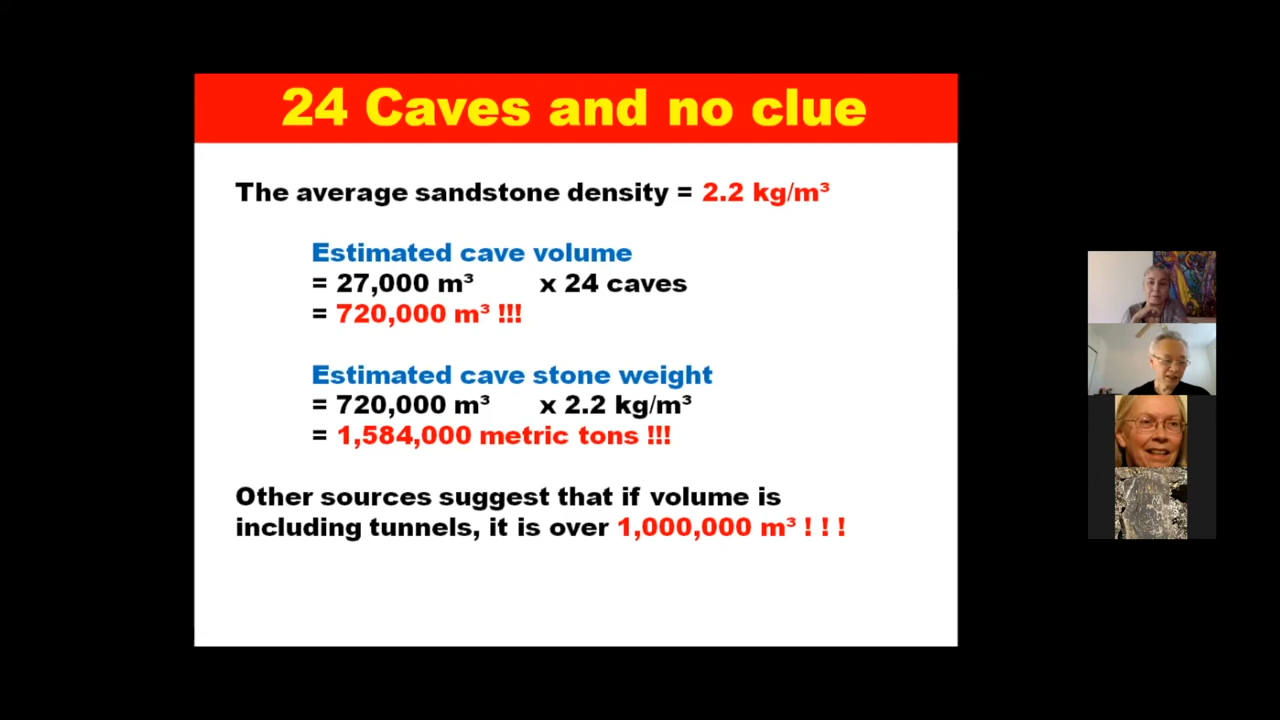 24 Caves and no clue
The average sandstone density = 2.2 kg/m³
Estimated cave volume
= 27,000 m³ x 24 caves
= 720,000 m³ !!!
Estimated cave stone weight
= 720,000 m³ x 2.2 kg/m³
= 1,584,000 metric tons !!!
Other sources suggest that if volume is
including tunnels, it is over 1,000,000 m³ ! ! !